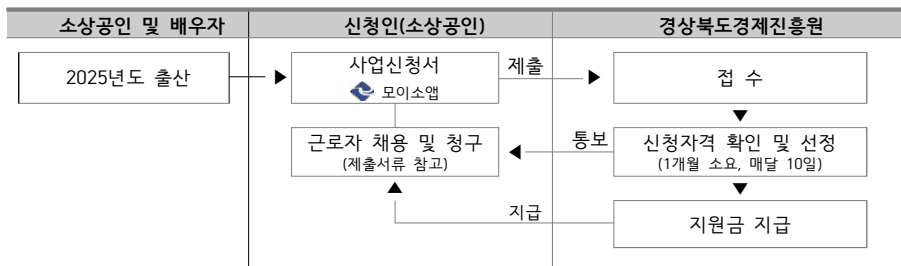 소상공인 및 배우자 신청인(소상공인) 경상북도경제진흥원
2025년도 출산
사업신청서
모이소앱
제출
접 수
근로자 채용 및 청구
(제출서류 참고)
통보
신청자격 확인 및 선정
(1개월 소요, 매달 10일)
지급
지원금 지급